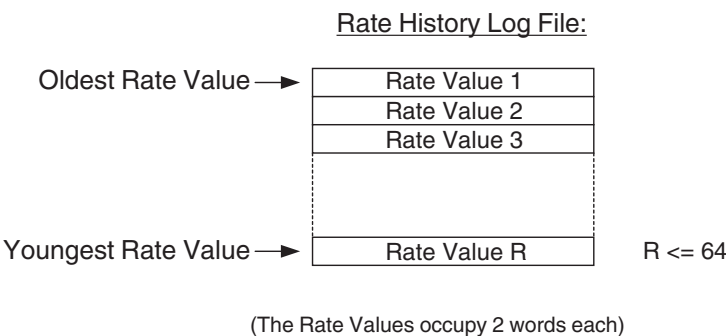 Rate History Log File:
Oldest Rate Value
Rate Value 1
Rate Value 2
Rate Value 3
Youngest Rate Value
Rate Value R
R <= 64
(The Rate Values occupy 2 words each)